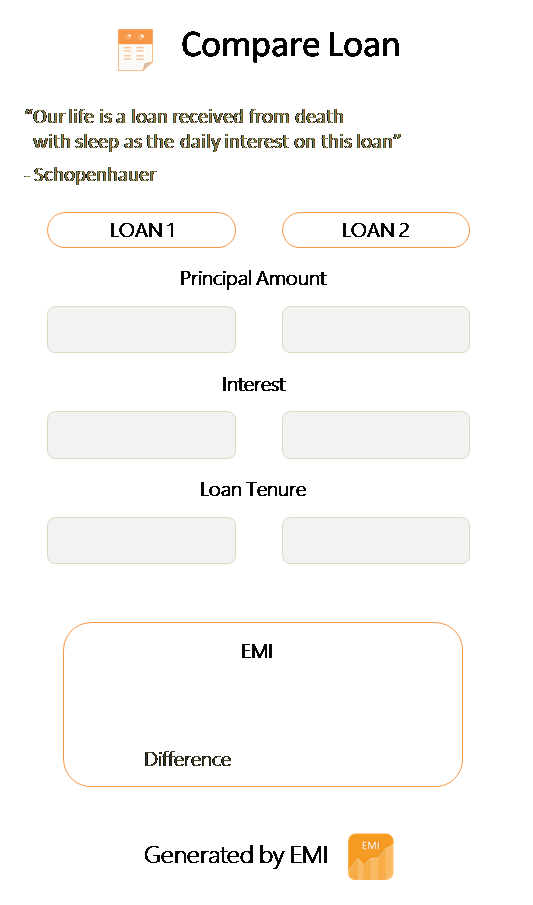 Compare Loan
“Our life is a loan received from death
with sleep as the daily interest on this loan”
- Schopenhauer
LOAN 1 LOAN 2
Principal Amount
Interest
Loan Tenure
EMI
Difference
Generated by EMI EMI